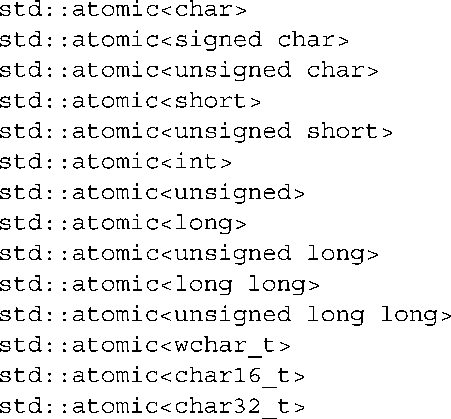 std::atomic<char>
std::atomic<signed char>
std::atomic<unsigned char>
std::atomic<short>
std::atomic<unsigned short>
std::atomic<int>
std::atomic<unsigned>
std::atomic<long>
std::atomic<unsigned long>
std::atomic<long long>
std::atomic<unsigned long long>
std::atomic<wchar_t>
std::atomic<char16_t>
std::atomic<char32_t>